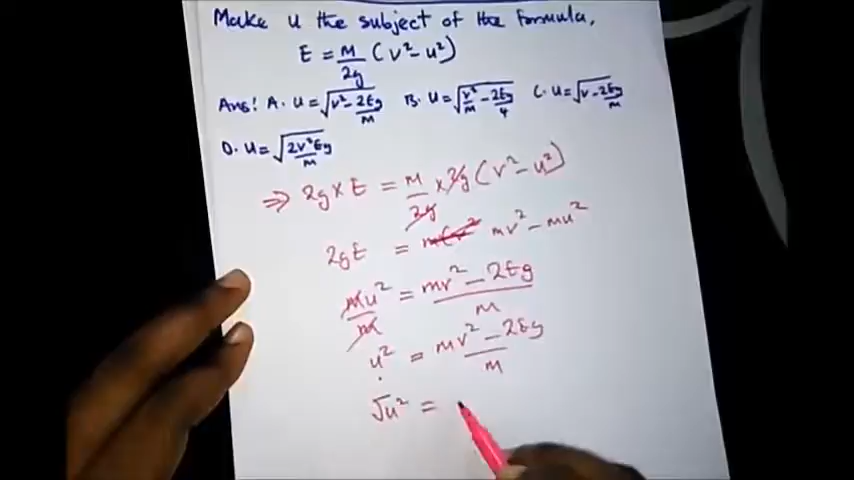 Make u the subject of the formula,
E = M/2g (v² - u²)
Ans! A. u = √(v² - 2Eg/M) B. u = √(v²/m - 2Eg/4) C. u = √(v - 2Eg/M)
D. u = √(2v²Eg/m)
⇒ 2g x E = M/2g x 2g (v² - u²)
2gE = mv² - mu²
mu²/m = mv² - 2Eg/m
u² = mv² - 2Eg/m
√u² =